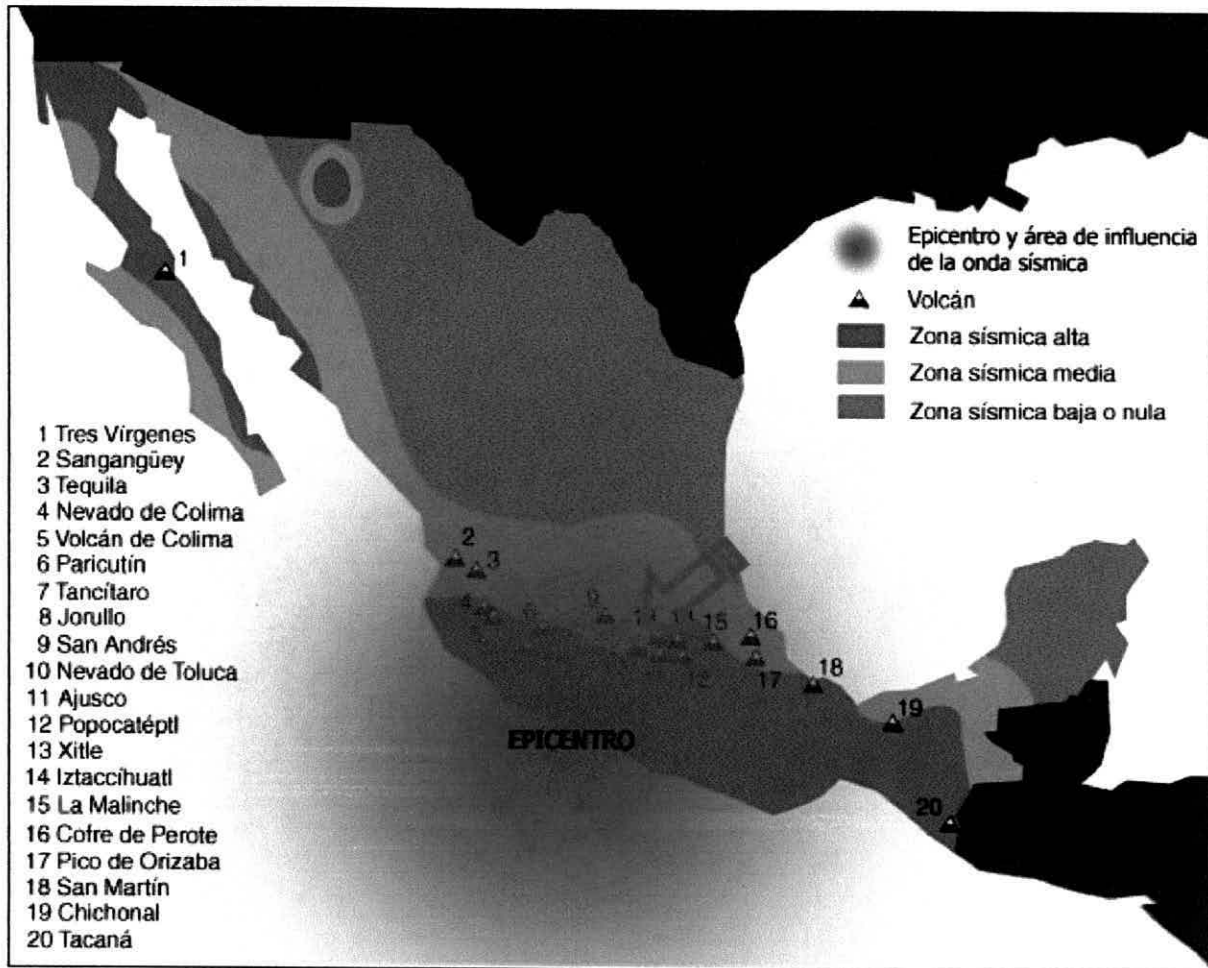 Epicentro y área de influencia
de la onda sísmica
Volcán
Zona sísmica alta
Zona sísmica media
Zona sísmica baja o nula
1
1 Tres Vírgenes
2 Sangangüey
3 Tequila
4 Nevado de Colima
5 Volcán de Colima
6 Paricutín
7 Tancítaro
8 Jorullo
9 San Andrés
10 Nevado de Toluca
11 Ajusco
12 Popocatéptl
13 Xitle
14 Iztaccíhuatl
15 La Malinche
16 Cofre de Perote
17 Pico de Orizaba
18 San Martín
19 Chichonal
20 Tacaná
2
3
9
15
16
12
17
18
19
EPICENTRO
20